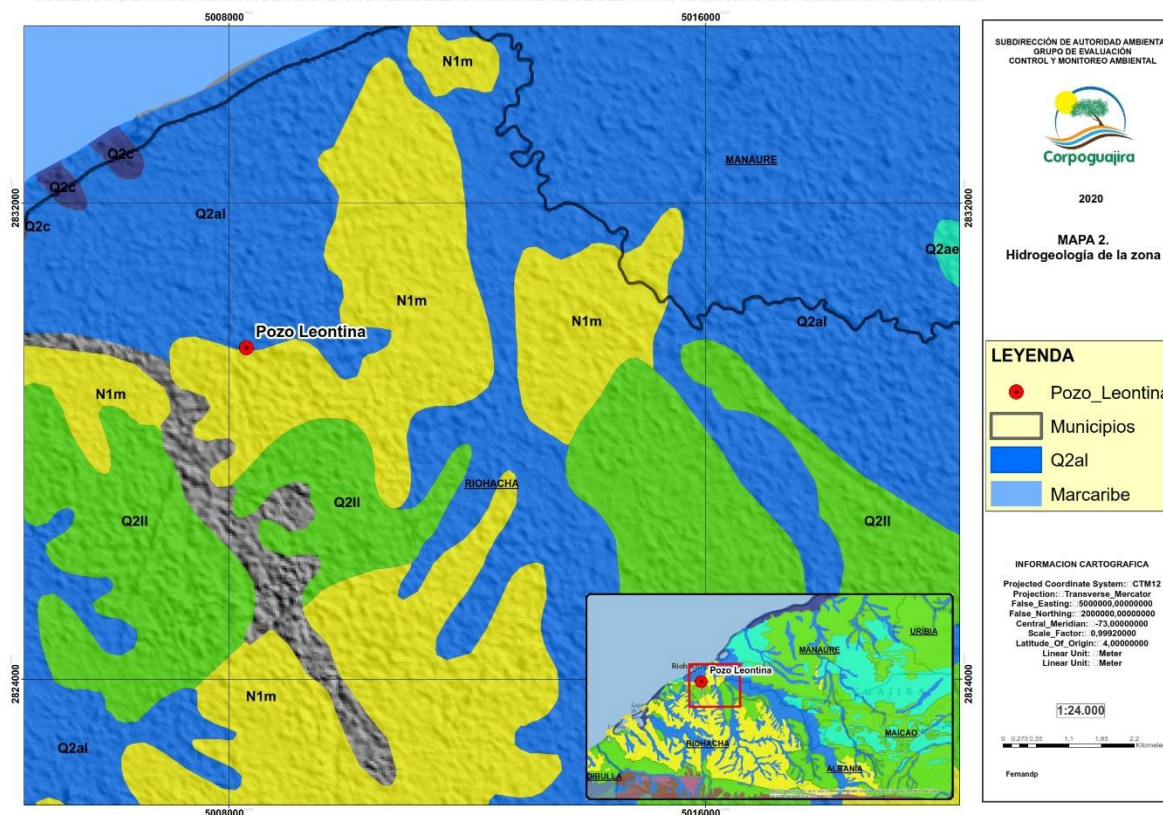 5008000
5016000
N1m
MANAURE
Q2c
Q2c
2832000
Q2al
2832000
Q2c
Q2ae
N1m
N1m
Q2al
Pozo Leontina
N1m
RIOHACHA
Q2ll
Q2ll
Q2ll
N1m
Q2al
2824000
2824000
5008000
5016000
URIBIA
MANAURE
Pozo Leontina
MAICAO
RIOHACHA
ALBANIA
DIBULLA
SUBDIRECCIÓN DE AUTORIDAD AMBIENTA
GRUPO DE EVALUACIÓN
CONTROL Y MONITOREO AMBIENTAL
Corpoguajira
2020
MAPA 2.
Hidrogeología de la zona
LEYENDA
Pozo_Leontina
Municipios
Q2al
Marcaribe
INFORMACION CARTOGRAFICA
Projected Coordinate System: CTM12
Projection: Transverse_Mercator
False_Easting: 5000000,00000000
False_Northing: 2000000,00000000
Central_Meridian: -73,00000000
Scale_Factor: 0,99920000
Latitude_Of_Origin: 4,00000000
Linear Unit: Meter
Linear Unit: Meter
1:24.000
0 0,275 0,55 1,1 1,65 2,2
Kilometer
Fernandp